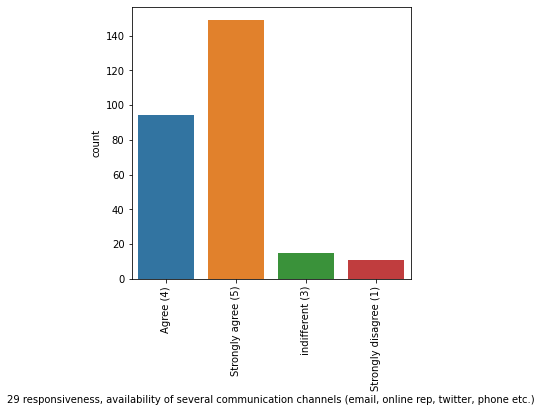 140
120
100
80
60
40
20
0
count
Agree (4)
Strongly agree (5)
indifferent (3)
Strongly disagree (1)
29 responsiveness, availability of several communication channels (email, online rep, twitter, phone etc.)